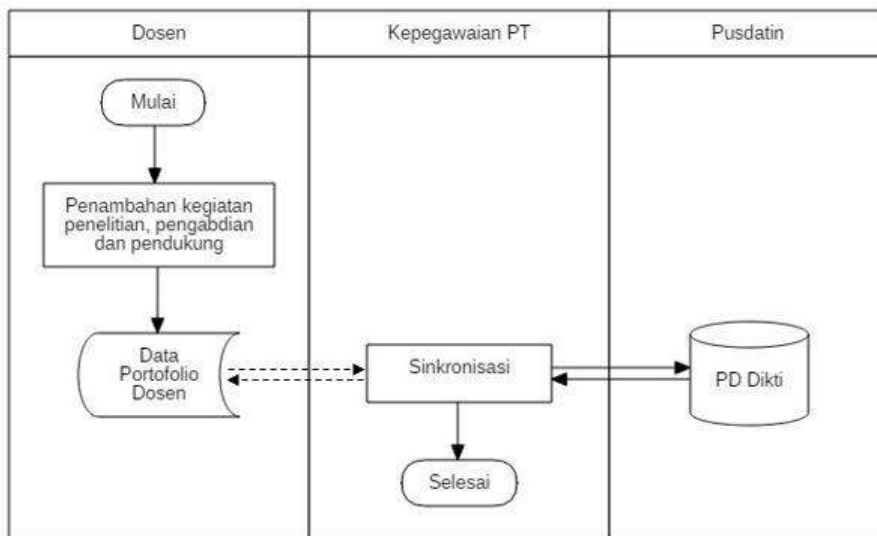 Dosen
Kepegawaian PT
Pusdatin
Mulai
Penambahan kegiatan
penelitian, pengabdian
dan pendukung
Data
Portofolio
Dosen
Sinkronisasi
PD Dikti
Selesai